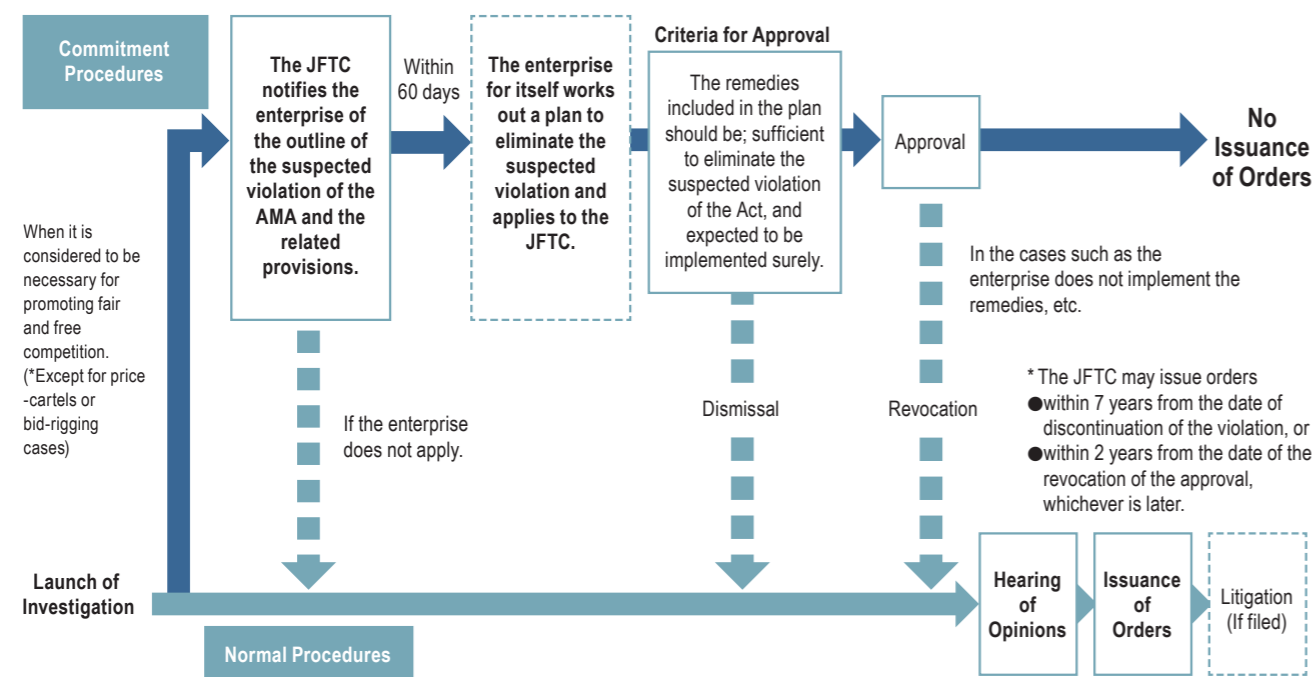 Commitment
Procedures
The JFTC
notifies the
enterprise of
the outline of
the suspected
violation of the
AMA and the
related
provisions.
Within
60 days
The enterprise
for itself works
out a plan to
eliminate the
suspected
violation and
applies to the
JFTC.
Criteria for Approval
The remedies
included in the plan
should be; sufficient
to eliminate the
suspected violation
of the Act, and
expected to be
implemented surely.
Approval
No
Issuance
of Orders
When it is
considered to be
necessary for
promoting fair
and free
competition.
(*Except for price
-cartels or
bid-rigging
cases)
If the enterprise
does not apply.
Dismissal
Revocation
In the cases such as the
enterprise does not implement the
remedies, etc.
* The JFTC may issue orders
●within 7 years from the date of
discontinuation of the violation, or
●within 2 years from the date of the
revocation of the approval,
whichever is later.
Launch of
Investigation
Normal Procedures
Hearing
of
Opinions
Issuance
of
Orders
Litigation
(If filed)